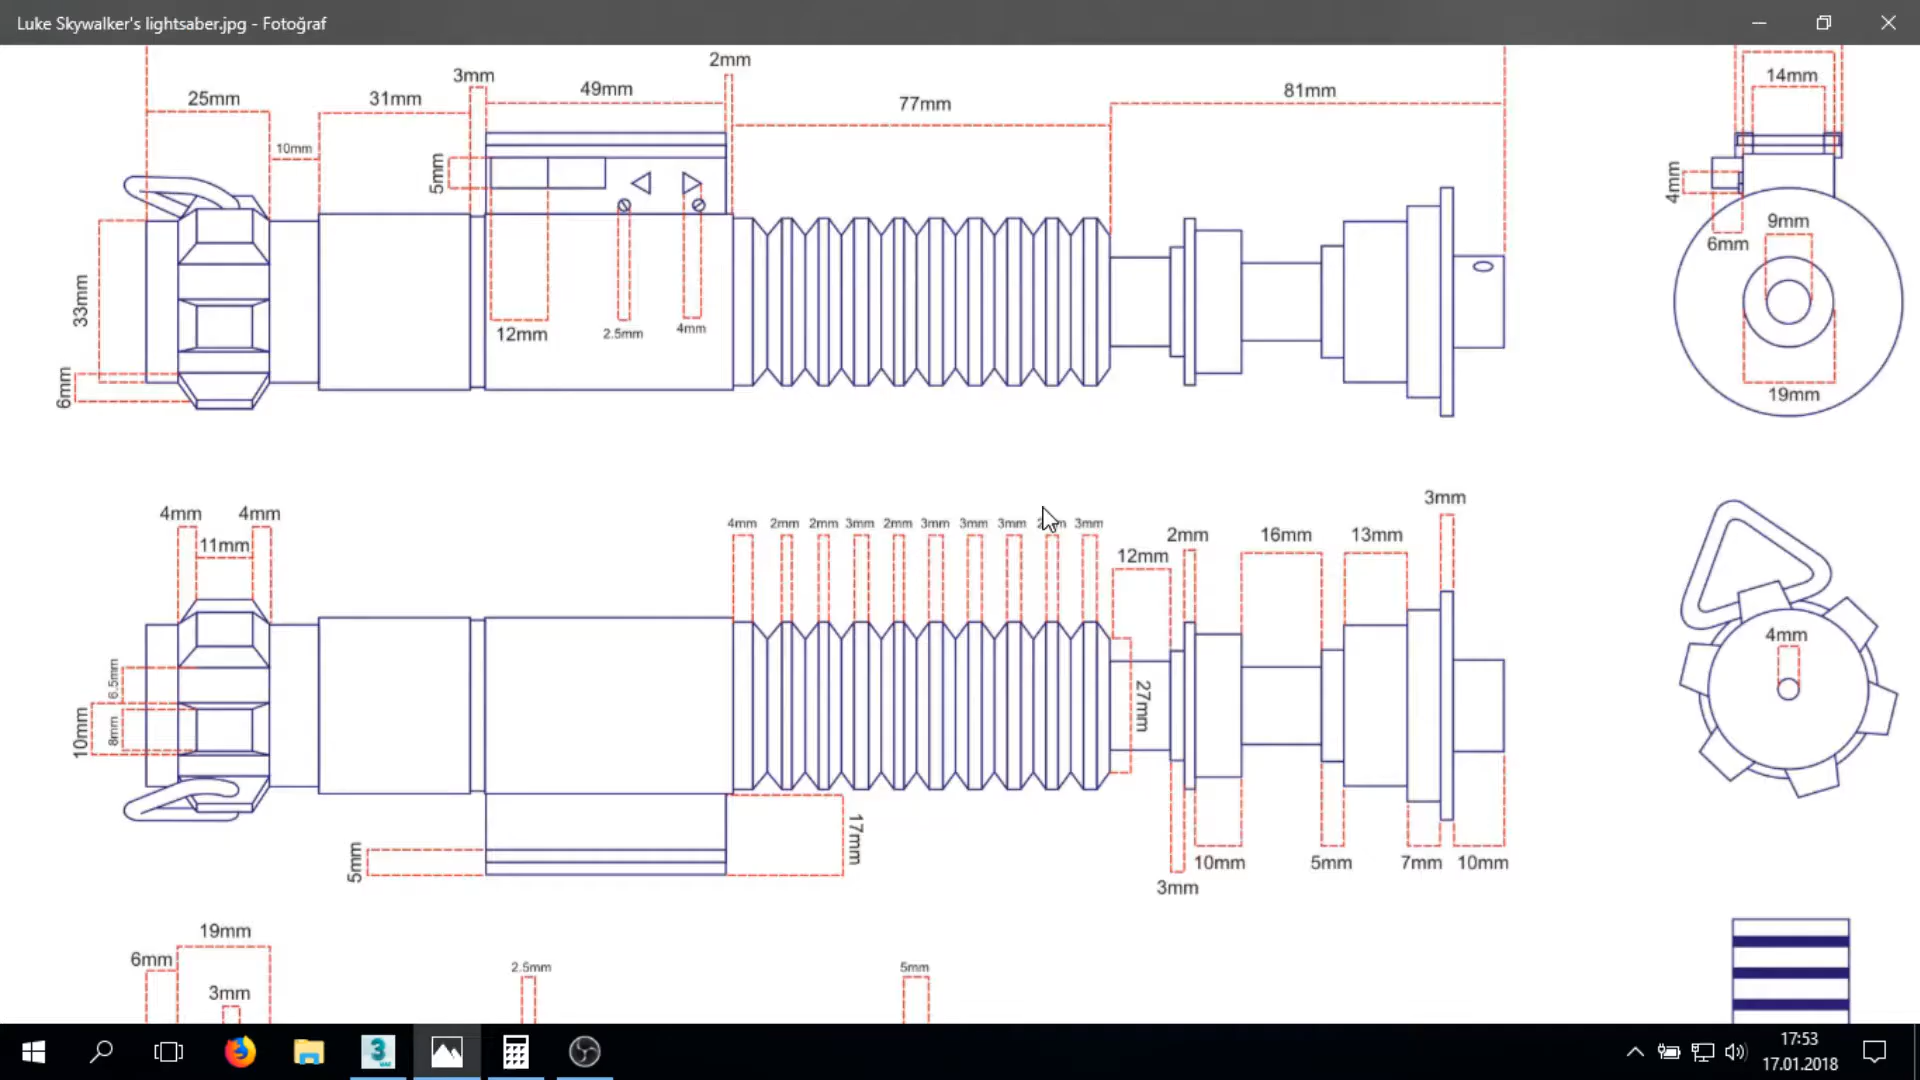 Luke Skywalker's lightsaber.jpg - Fotoğraf
2mm
3mm
14mm
49mm
81mm
25mm
31mm
77mm
10mm
5mm
4mm
9mm
6mm
33mm
12mm
2.5mm
4mm
6mm
19mm
3mm
4mm
4mm
4mm
2mm
2mm
3mm
2mm
3mm
3mm
3mm
3mm
2mm
16mm
13mm
11mm
12mm
4mm
6.5mm
27mm
10mm
8mm
17mm
5mm
10mm
5mm
7mm
10mm
3mm
19mm
6mm
2.5mm
5mm
3mm
3
17:53
17.01.2018